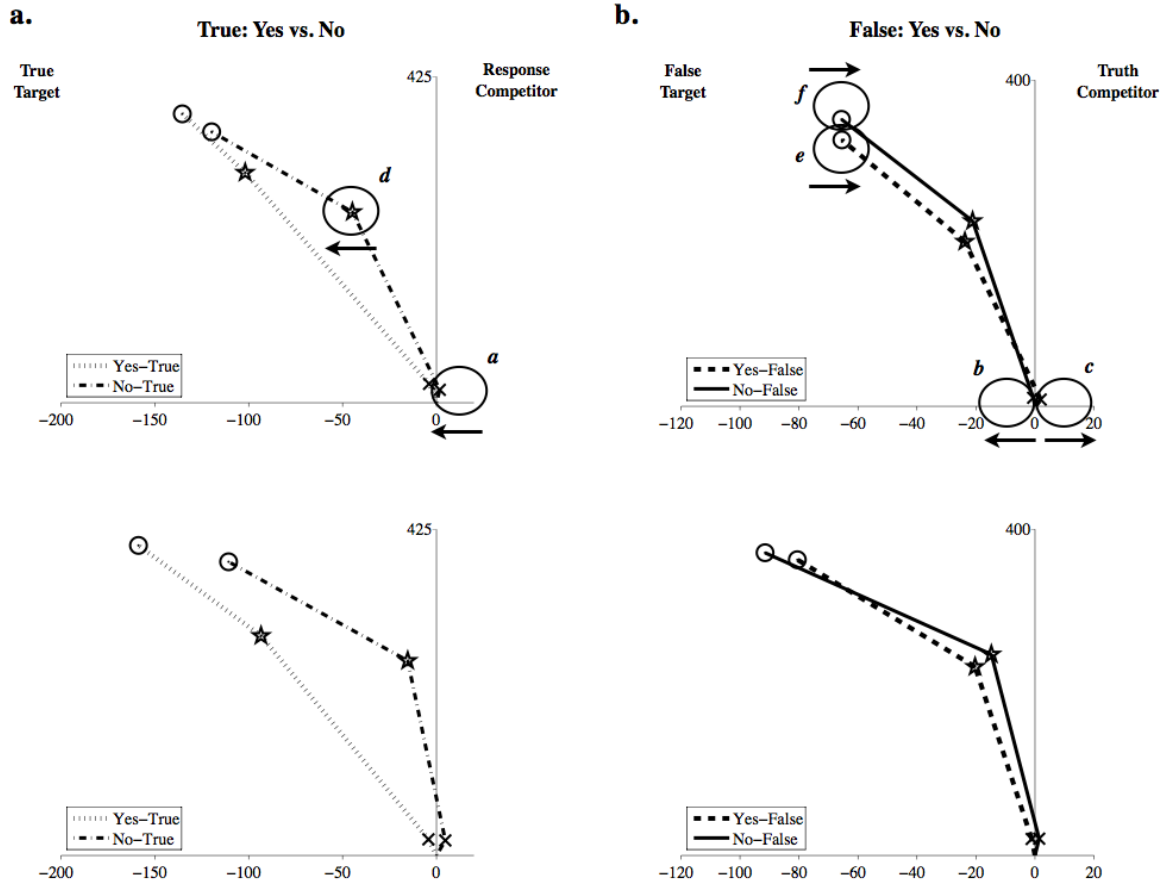 a.
True: Yes vs. No
True
Target
425
Response
Competitor
d
a
Yes–True
No–True
−200
−150
−100
−50
0
b.
False: Yes vs. No
False
Target
400
Truth
Competitor
f
e
b
c
Yes–False
No–False
−120
−100
−80
−60
−40
−20
0
20
425
Yes–True
No–True
−200
−150
−100
−50
0
400
Yes–False
No–False
−120
−100
−80
−60
−40
−20
0
20